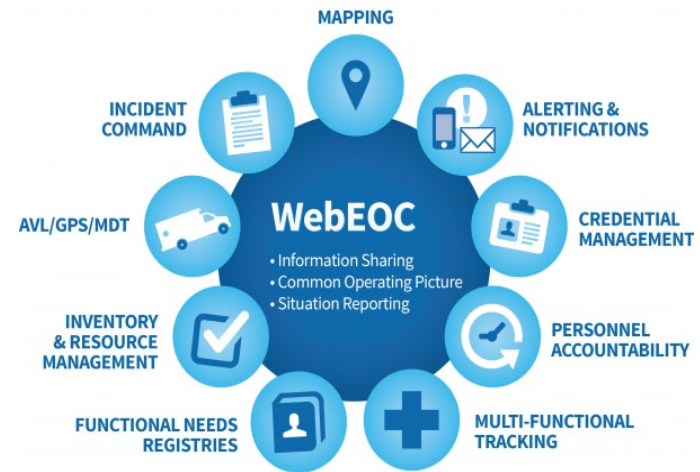 MAPPING
INCIDENT
COMMAND
ALERTING &
NOTIFICATIONS
AVL/GPS/MDT
WebEOC
• Information Sharing
• Common Operating Picture
• Situation Reporting
CREDENTIAL
MANAGEMENT
INVENTORY
& RESOURCE
MANAGEMENT
PERSONNEL
ACCOUNTABILITY
FUNCTIONAL NEEDS
REGISTRIES
MULTI-FUNCTIONAL
TRACKING